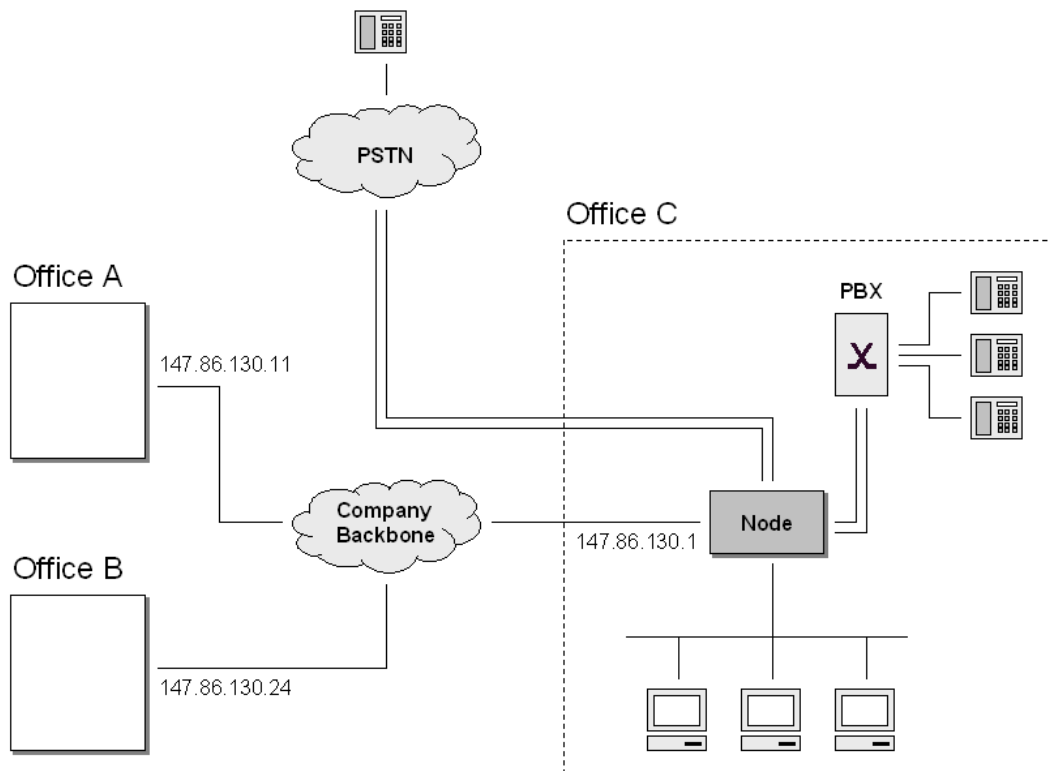 PSTN
Office C
Office A
PBX
147.86.130.11
Company
Backbone
Node
147.86.130.1
Office B
147.86.130.24